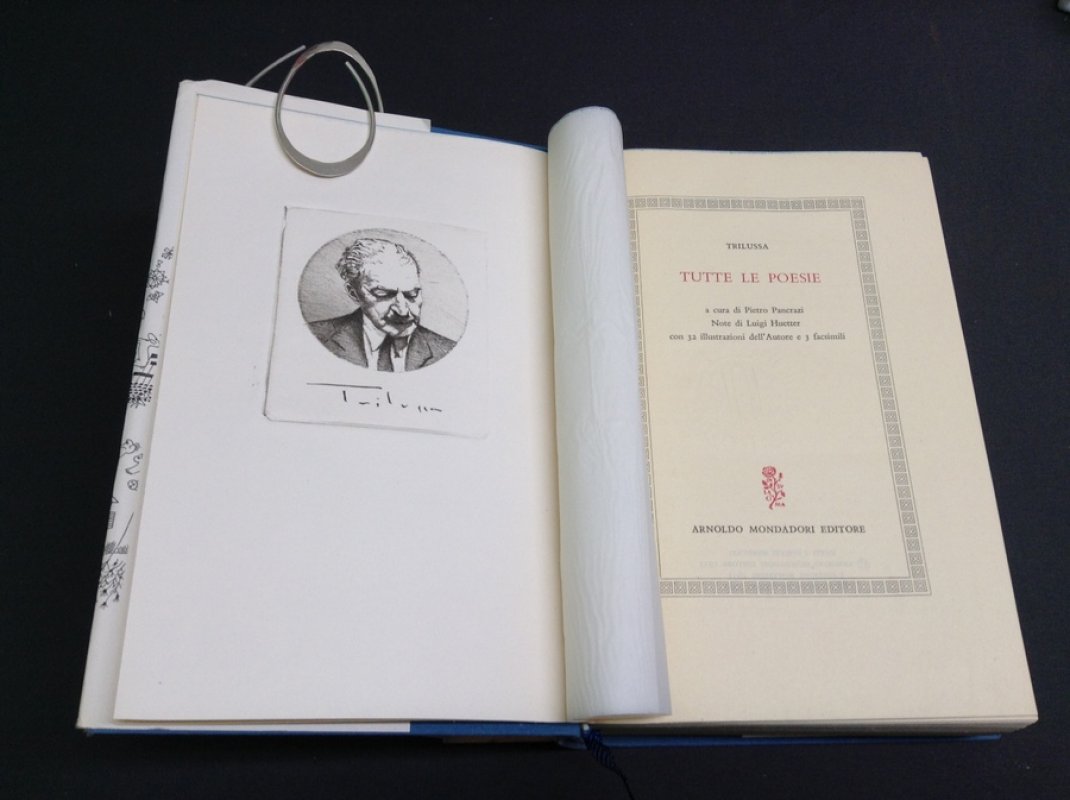 Trilussa
TRILUSSA
TUTTE LE POESIE
a cura di Pietro Pancrazi
Note di Luigi Huetter
con 32 illustrazioni dell'Autore e 3 facsimili
ARNOLDO MONDADORI EDITORE